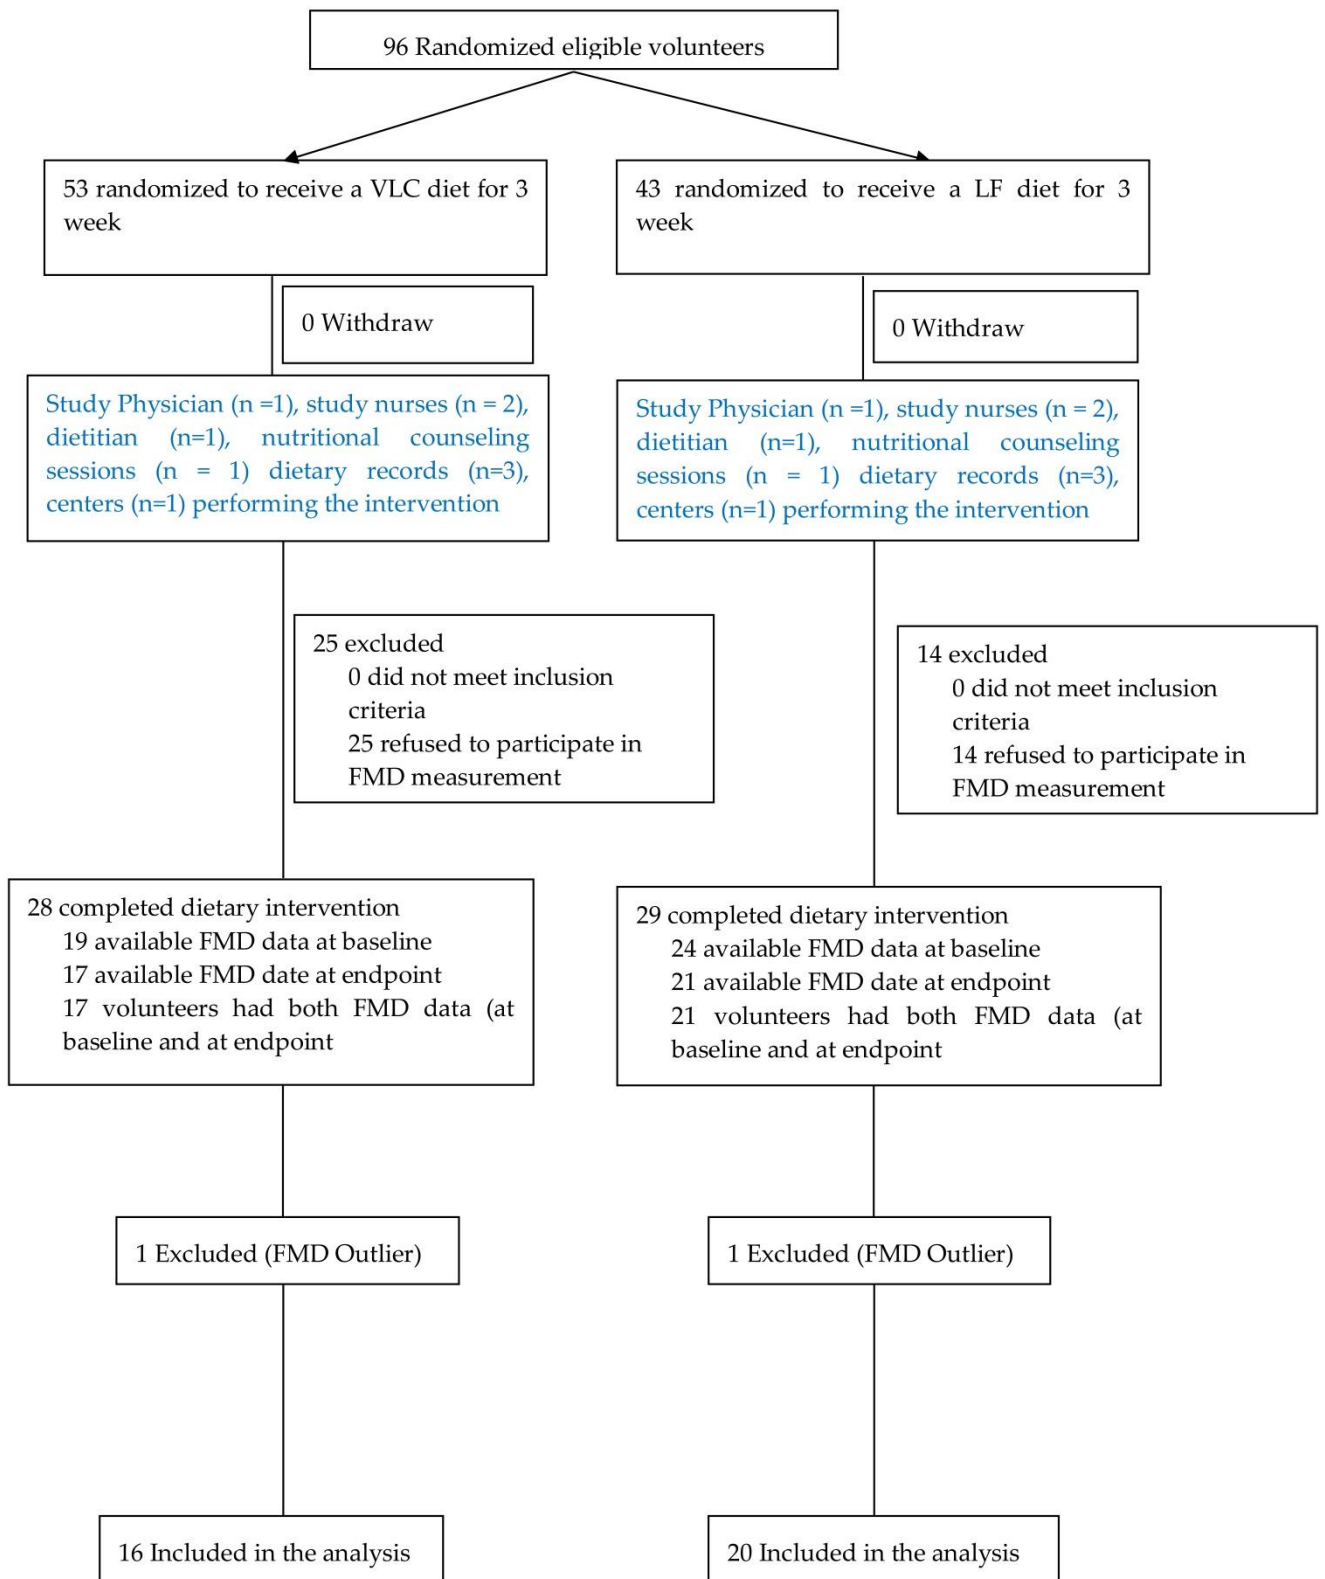 96 Randomized eligible volunteers
53 randomized to receive a VLC diet for 3
week
43 randomized to receive a LF diet for 3
week
0 Withdraw
0 Withdraw
Study Physician (n =1), study nurses (n = 2),
dietitian (n=1), nutritional counseling
sessions (n = 1) dietary records (n=3),
centers (n=1) performing the intervention
Study Physician (n =1), study nurses (n = 2),
dietitian (n=1), nutritional counseling
sessions (n = 1) dietary records (n=3),
centers (n=1) performing the intervention
25 excluded
0 did not meet inclusion
criteria
25 refused to participate in
FMD measurement
14 excluded
0 did not meet inclusion
criteria
14 refused to participate in
FMD measurement
28 completed dietary intervention
19 available FMD data at baseline
17 available FMD date at endpoint
17 volunteers had both FMD data (at
baseline and at endpoint
29 completed dietary intervention
24 available FMD data at baseline
21 available FMD date at endpoint
21 volunteers had both FMD data (at
baseline and at endpoint
1 Excluded (FMD Outlier)
1 Excluded (FMD Outlier)
16 Included in the analysis
20 Included in the analysis